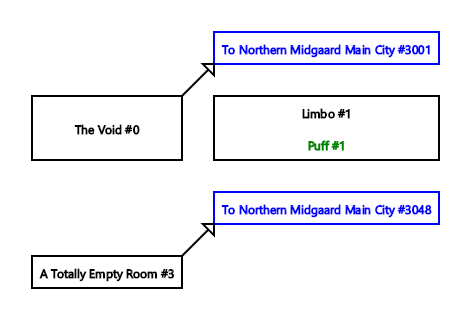 To Northern Midgaard Main City #3001
The Void #0
Limbo #1
Puff #1
To Northern Midgaard Main City #3048
A Totally Empty Room #3